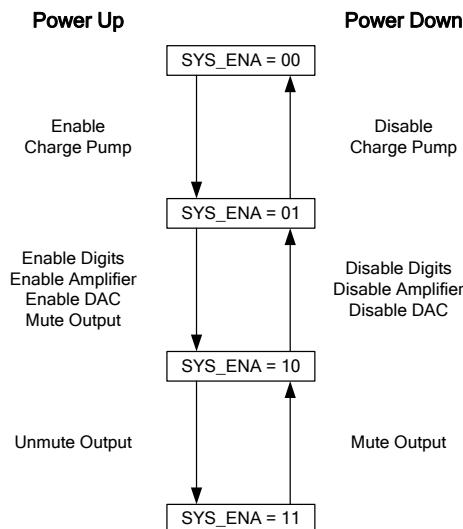 Power Up
Power Down
SYS_ENA = 00
Enable
Charge Pump
Disable
Charge Pump
SYS_ENA = 01
Enable Digits
Enable Amplifier
Enable DAC
Mute Output
Disable Digits
Disable Amplifier
Disable DAC
SYS_ENA = 10
Unmute Output
Mute Output
SYS_ENA = 11